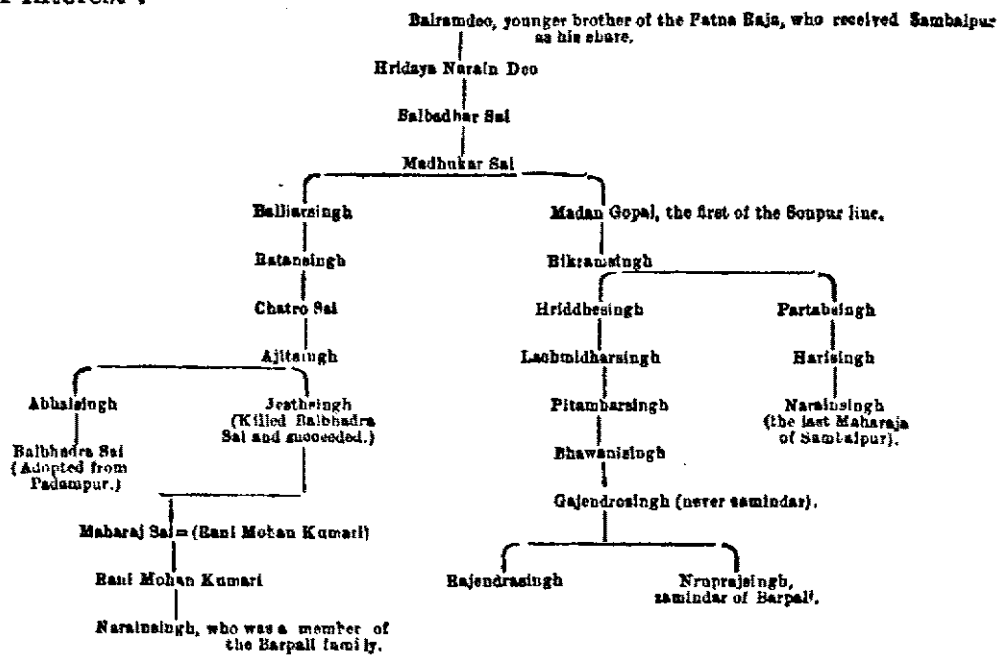 Bairamdeo, younger brother of the Patna Raja, who received Sambalpur
as his share.
Hridaya Narain Deo
Balbadhar Sai
Madhukar Sai
Balliarsingh
Madan Gopal, the first of the Sonpur line.
Ratansingh
Bikramsingh
Chatro Sai
Hriddhesingh
Partabsingh
Ajitsingh
Lachmidharsingh
Harisingh
Abhaisingh
Jesthsingh
(Killed Balbhadra
Sai and succeeded.)
Pitambarsingh
Narainsingh
(the last Maharaja
of Sambalpur).
Balbhadra Sai
(Adopted from
Padampur.)
Bhawanisingh
Gajendrosingh (never zamindar).
Maharaj Sai = (Rani Mohan Kumari)
Rani Mohan Kumari
Rajendrasingh
Nruprajsingh,
zamindar of Barpali.
Narainsingh, who was a member of
the Barpali family.